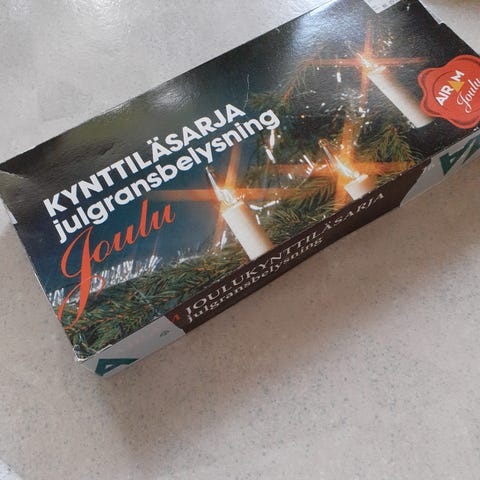 KYNTTILÄSARJA
julgransbelysning
Joulu
AIRAM
Joulu
JOULUKYNTTILÄSARJA
julgransbelysning